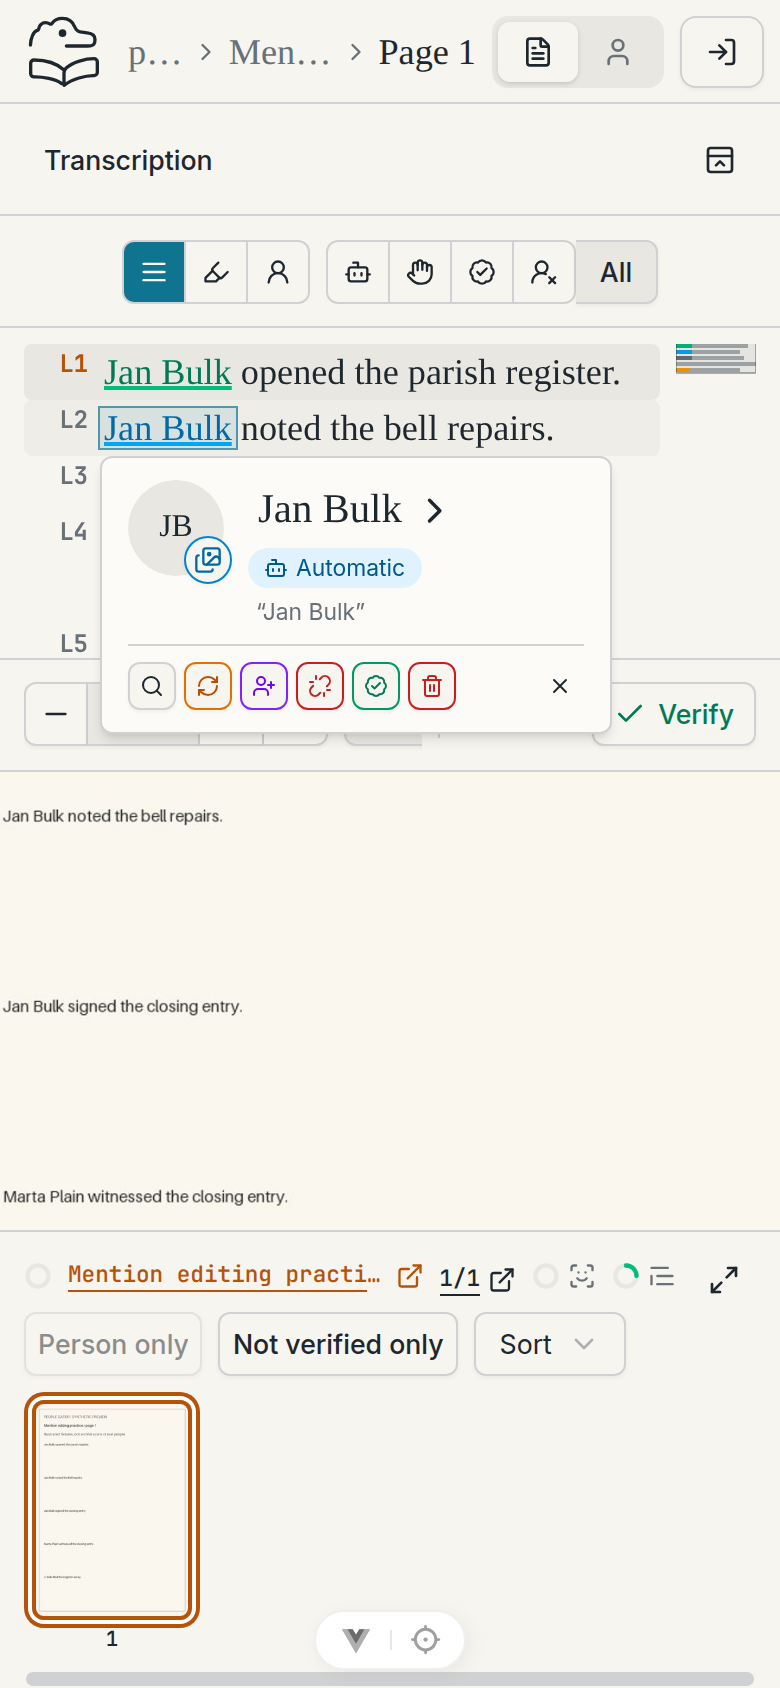 p… > Men… > Page 1
Transcription
All
L1 Jan Bulk opened the parish register.
L2 Jan Bulk noted the bell repairs.
L3
L4
L5
JB
Jan Bulk
Automatic
“Jan Bulk”
Verify
Jan Bulk noted the bell repairs.
Jan Bulk signed the closing entry.
Marta Plain witnessed the closing entry.
Mention editing practi… 1/1
Person only
Not verified only
Sort
1